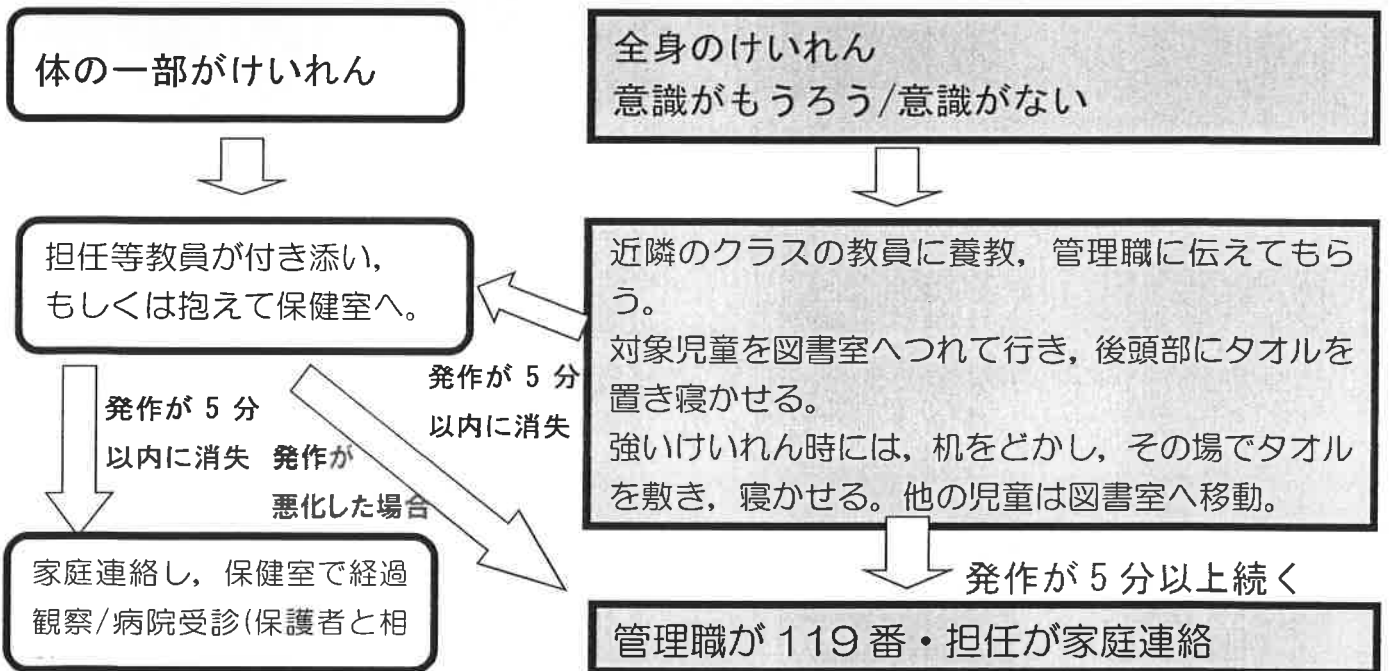 体の一部がけいれん
全身のけいれん
意識がもうろう/意識がない
担任等教員が付き添い,
もしくは抱えて保健室へ。
近隣のクラスの教員に養教, 管理職に伝えてもら
う。
対象児童を図書室へつれて行き, 後頭部にタオルを
置き寝かせる。
強いけいれん時には, 机をどかし, その場でタオル
を敷き, 寝かせる。他の児童は図書室へ移動。
発作が 5 分
以内に消失
発作が 5 分
以内に消失
発作が
悪化した場合
家庭連絡し, 保健室で経過
観察/病院受診(保護者と相
発作が 5 分以上続く
管理職が 119 番・担任が家庭連絡